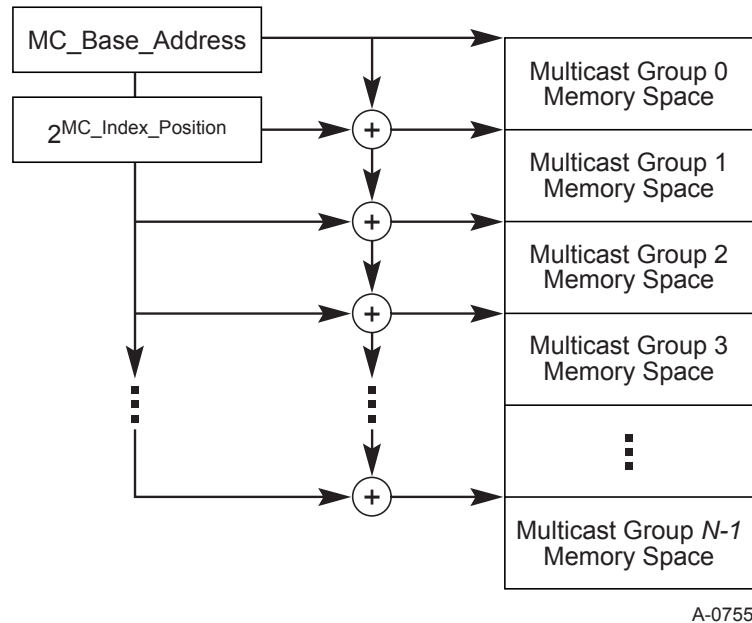 MC_Base_Address
2MC_Index_Position
+
+
+
+
Multicast Group 0
Memory Space
Multicast Group 1
Memory Space
Multicast Group 2
Memory Space
Multicast Group 3
Memory Space
Multicast Group N-1
Memory Space
A-0755